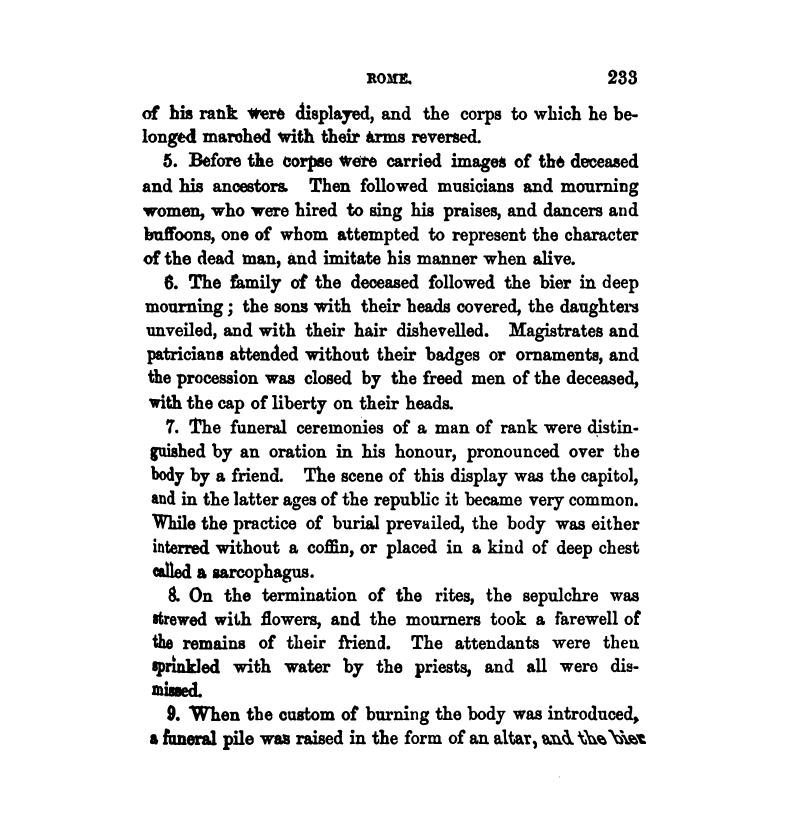 ROME. 233
of his rank were displayed, and the corps to which he be-
longed marched with their arms reversed.
5. Before the corpse were carried images of the deceased
and his ancestors. Then followed musicians and mourning
women, who were hired to sing his praises, and dancers and
buffoons, one of whom attempted to represent the character
of the dead man, and imitate his manner when alive.
6. The family of the deceased followed the bier in deep
mourning; the sons with their heads covered, the daughters
unveiled, and with their hair dishevelled. Magistrates and
patricians attended without their badges or ornaments, and
the procession was closed by the freed men of the deceased,
with the cap of liberty on their heads.
7. The funeral ceremonies of a man of rank were distin-
guished by an oration in his honour, pronounced over the
body by a friend. The scene of this display was the capitol,
and in the latter ages of the republic it became very common.
While the practice of burial prevailed, the body was either
interred without a coffin, or placed in a kind of deep chest
called a sarcophagus.
8. On the termination of the rites, the sepulchre was
strewed with flowers, and the mourners took a farewell of
the remains of their friend. The attendants were then
sprinkled with water by the priests, and all were dis-
missed.
9. When the custom of burning the body was introduced,
a funeral pile was raised in the form of an altar, and the bier